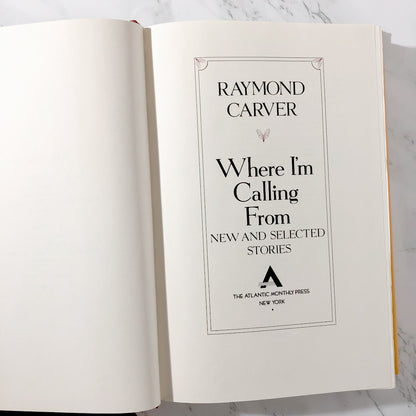 RAYMOND
CARVER
Where I'm
Calling
From
NEW AND SELECTED
STORIES
THE ATLANTIC MONTHLY PRESS
NEW YORK